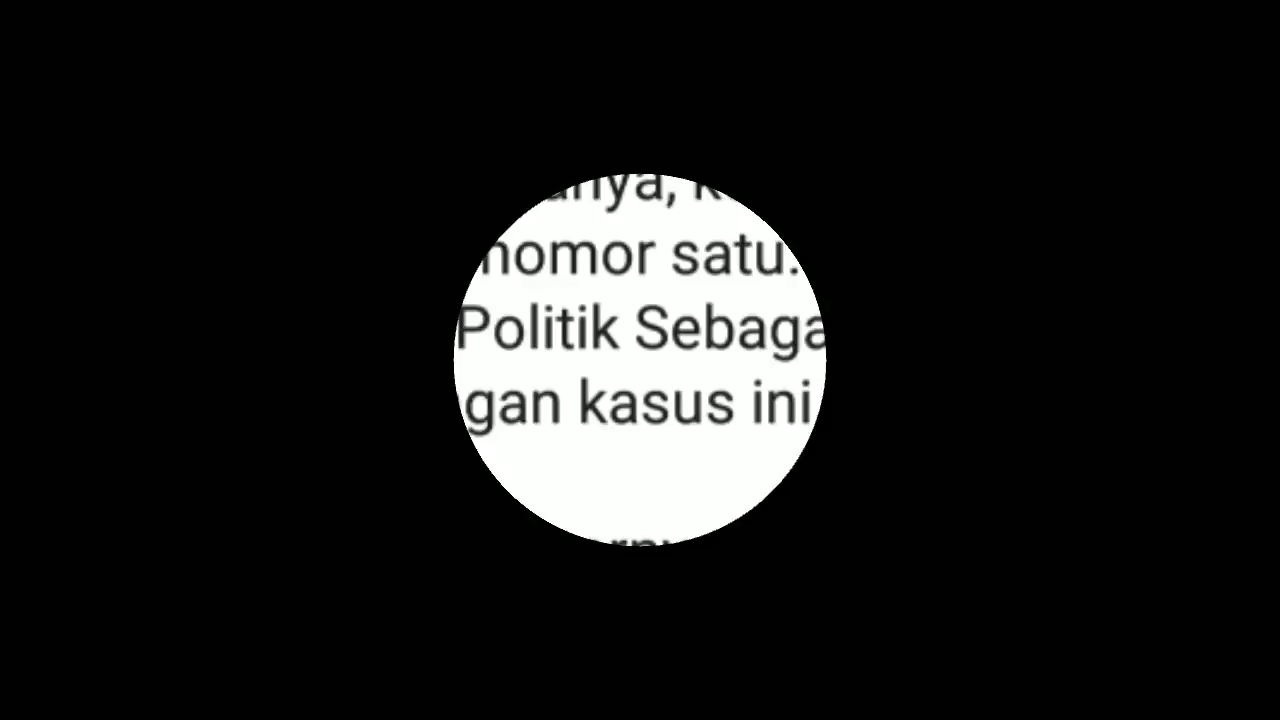 nomor satu.
Politik Sebaga
gan kasus ini